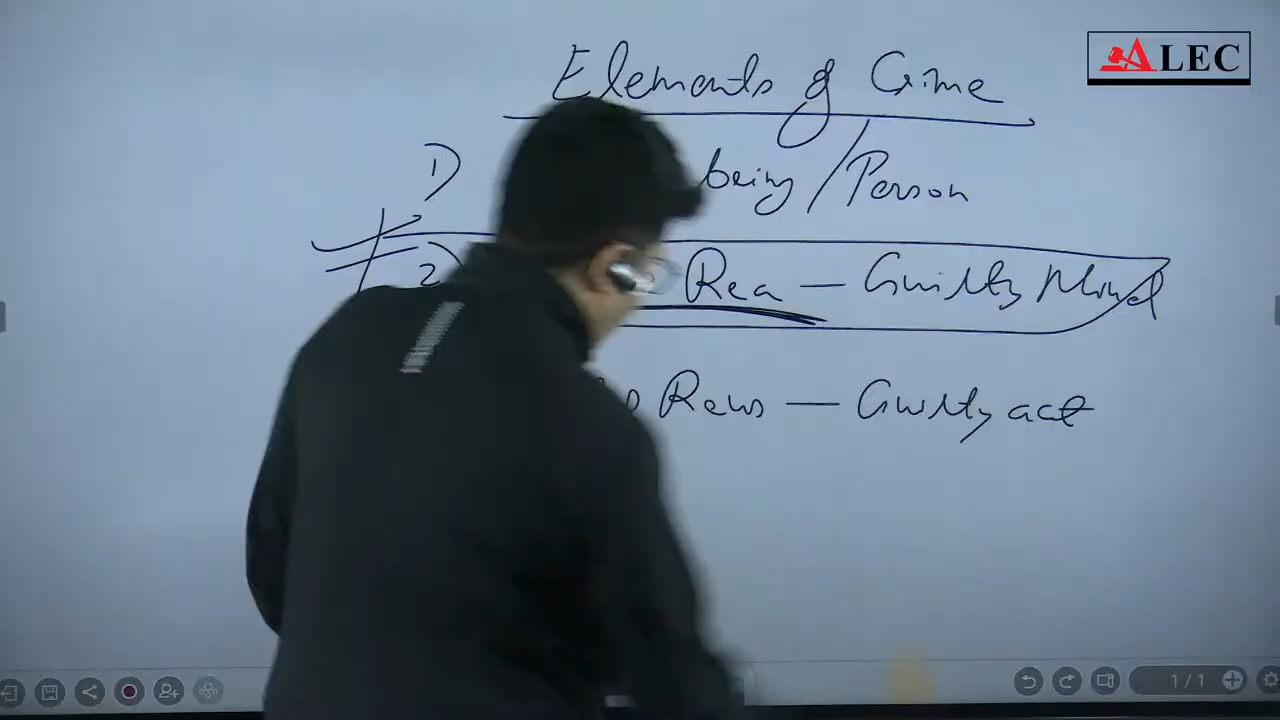 ALEC
Elements of Crime
1) being / Person
2) Rea — Guilty Mind
Reus — Guilty act
1/1